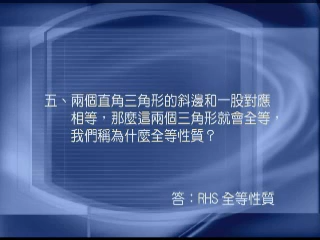 五、兩個直角三角形的斜邊和一股對應
相等，那麼這兩個三角形就會全等，
我們稱為什麼全等性質？
答：RHS 全等性質